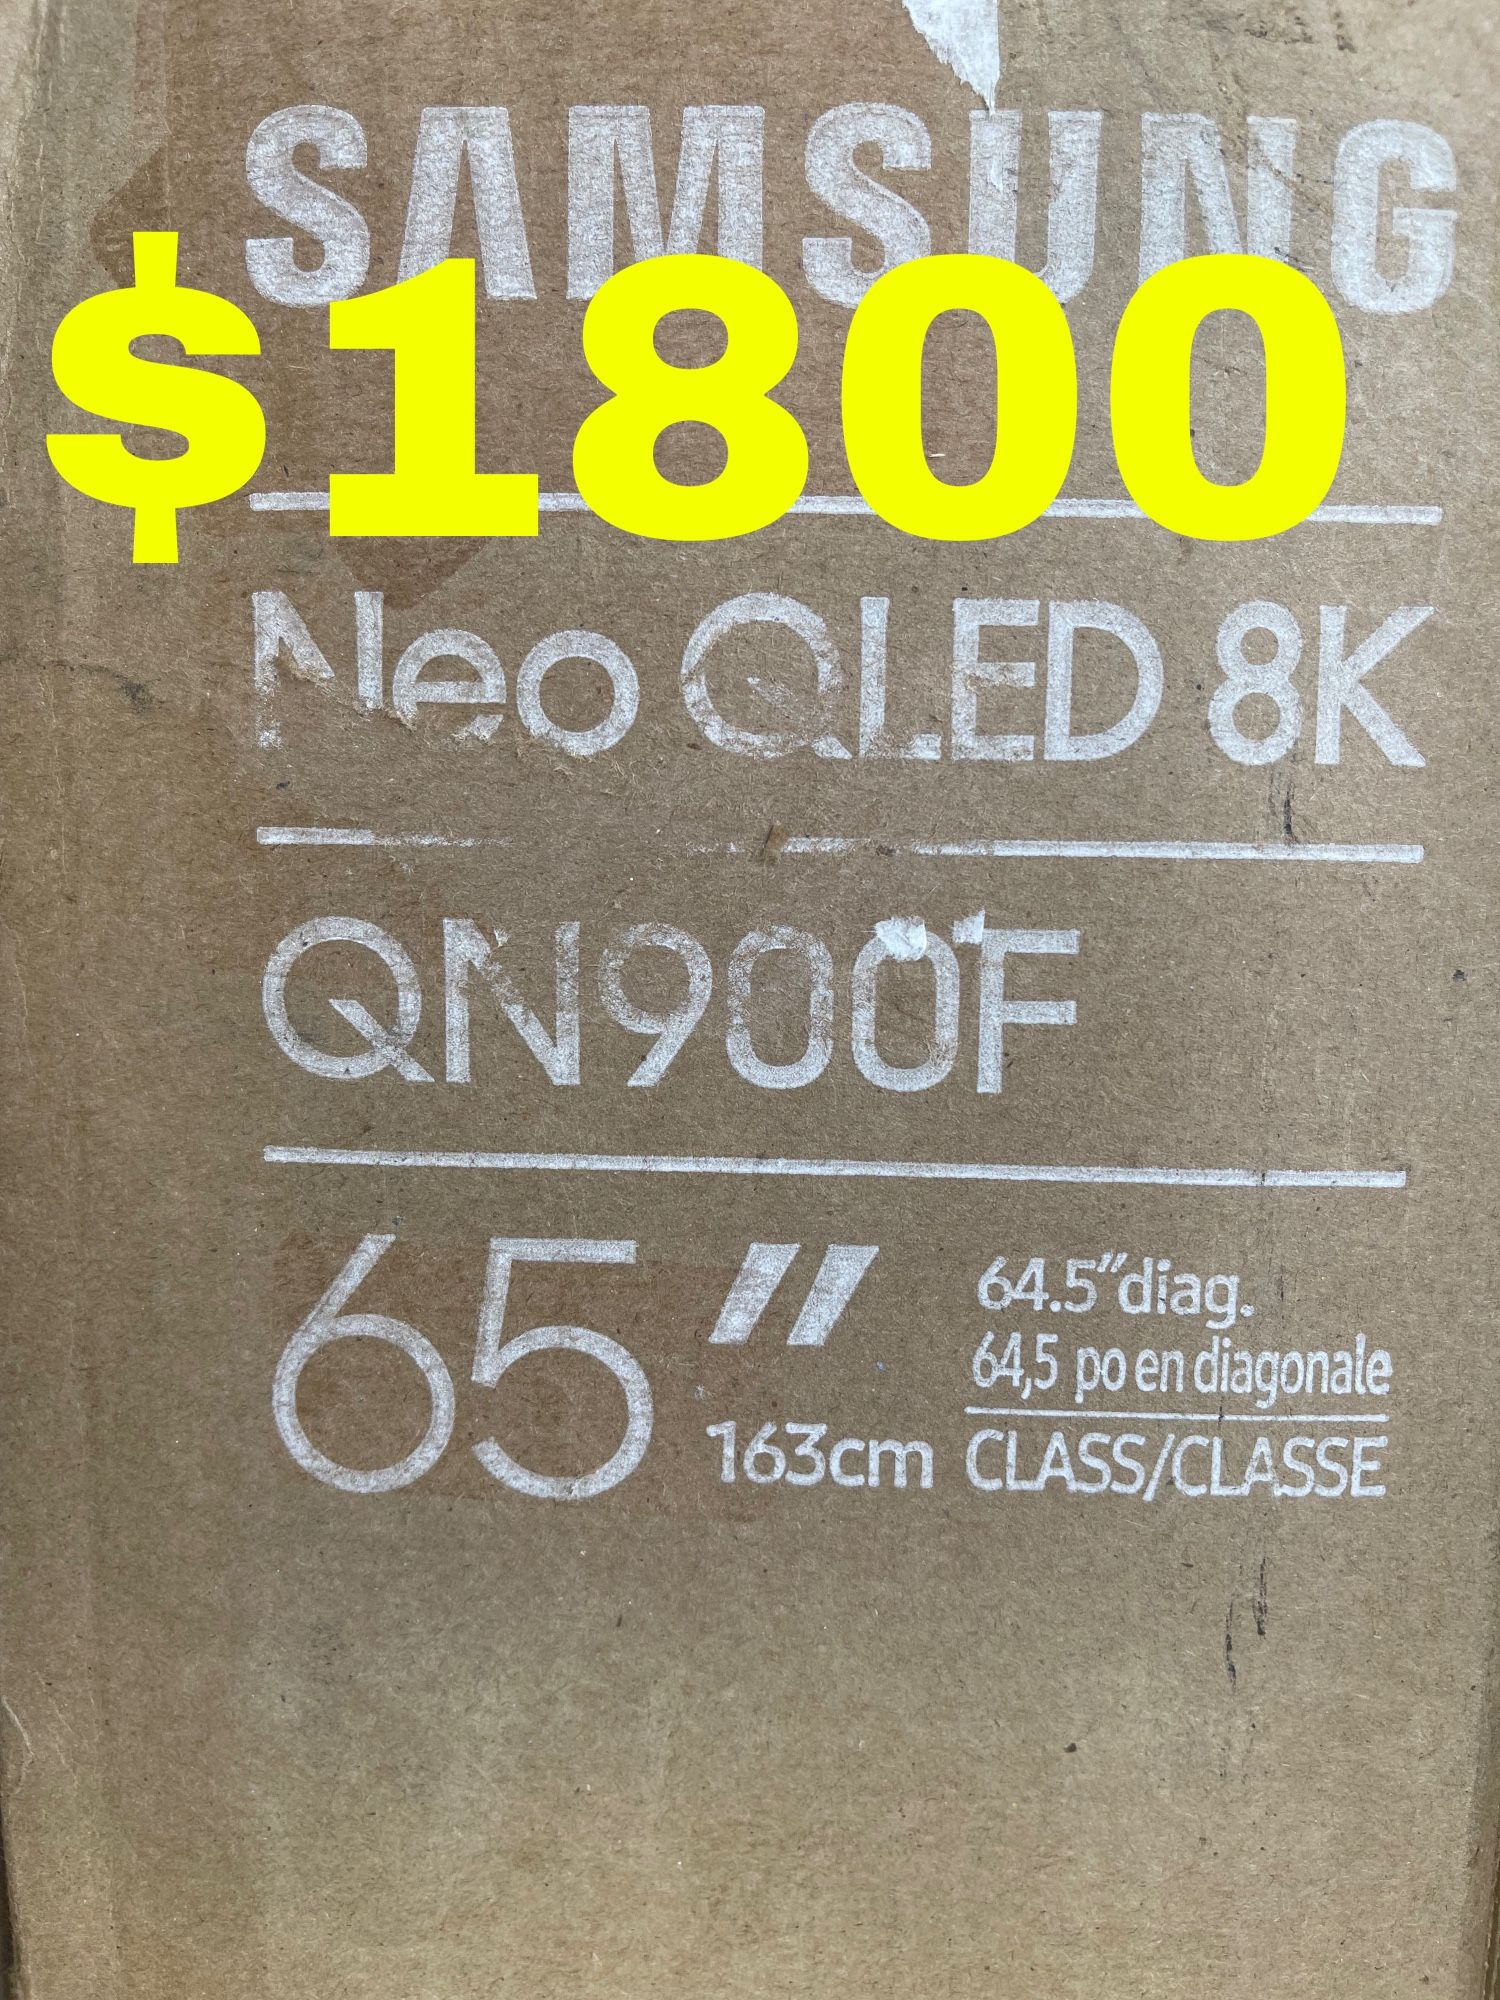 SAMSUNG
$1800
Neo QLED 8K
QN900F
65"
163cm
64.5"diag.
64,5 po en diagonale
CLASS/CLASSE